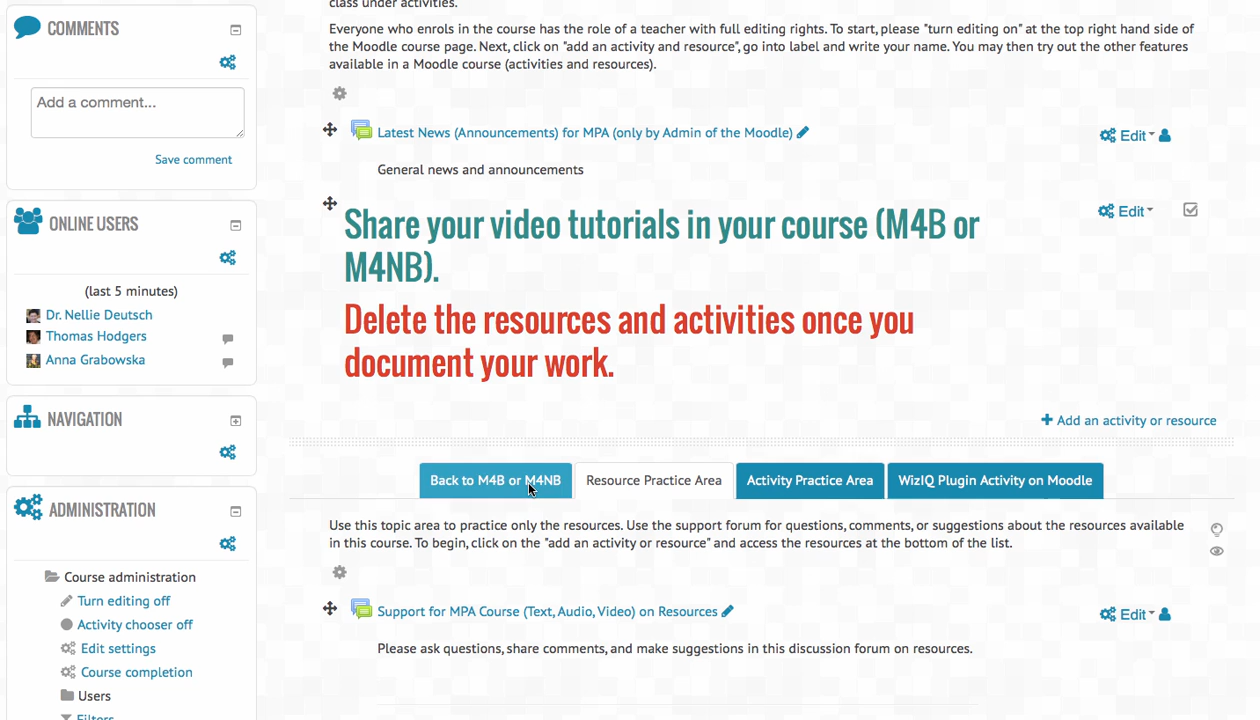 COMMENTS
Add a comment...
Save comment
ONLINE USERS
(last 5 minutes)
Dr. Nellie Deutsch
Thomas Hodgers
Anna Grabowska
NAVIGATION
ADMINISTRATION
Course administration
Turn editing off
Activity chooser off
Edit settings
Course completion
Users
Filters
class under activities.
Everyone who enrols in the course has the role of a teacher with full editing rights. To start, please "turn editing on" at the top right hand side of
the Moodle course page. Next, click on "add an activity and resource", go into label and write your name. You may then try out the other features
available in a Moodle course (activities and resources).
Latest News (Announcements) for MPA (only by Admin of the Moodle)
Edit
General news and announcements
Share your video tutorials in your course (M4B or
M4NB).
Edit
Delete the resources and activities once you
document your work.
Add an activity or resource
Back to M4B or M4NB
Resource Practice Area
Activity Practice Area
WizIQ Plugin Activity on Moodle
Use this topic area to practice only the resources. Use the support forum for questions, comments, or suggestions about the resources available
in this course. To begin, click on the "add an activity or resource" and access the resources at the bottom of the list.
Support for MPA Course (Text, Audio, Video) on Resources
Edit
Please ask questions, share comments, and make suggestions in this discussion forum on resources.